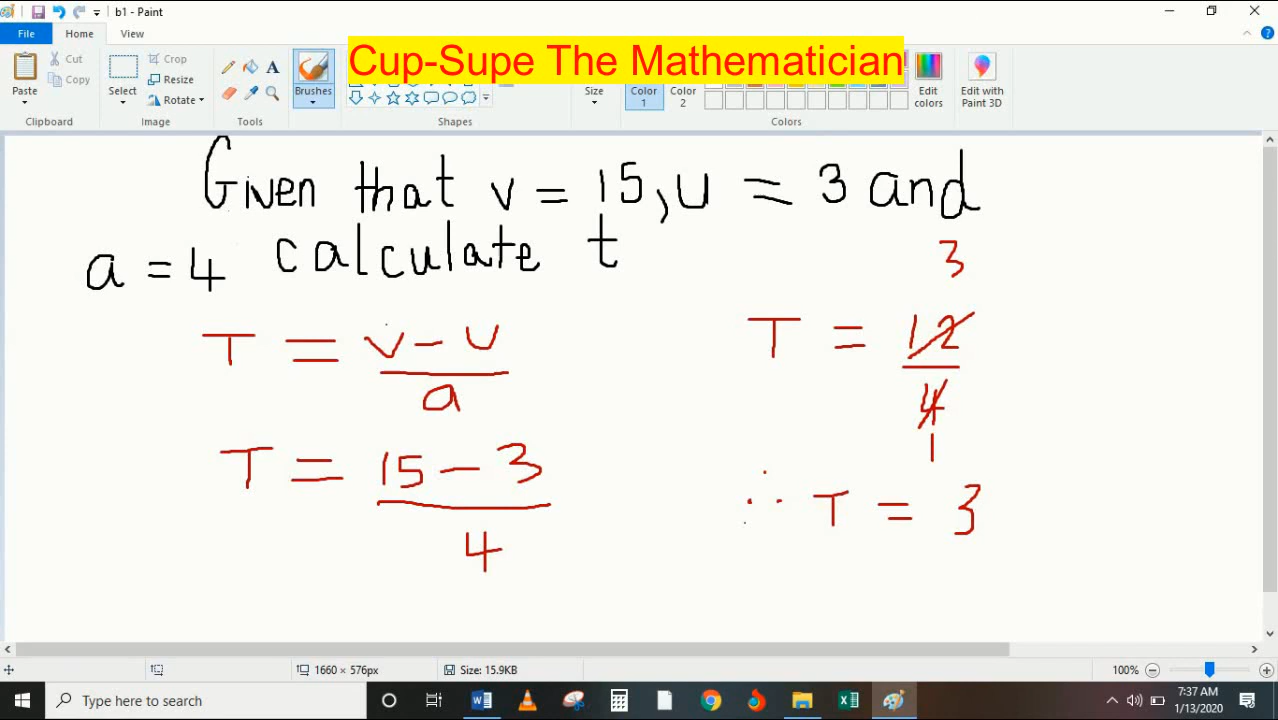 b1 - Paint
File Home View
Cup-Supe The Mathematician
Paste Cut Copy Select Crop Resize Rotate Brushes Size Color 1 Color 2 Edit colors Edit with Paint 3D
Clipboard Image Tools Shapes Colors
Given that v = 15, u = 3 and
a = 4 calculate t
T = v - u
a
T = 15 - 3
4
3
T = 12
4
1
∴ T = 3
1660 × 576px Size: 15.9KB 100%
Type here to search 7:37 AM
1/13/2020